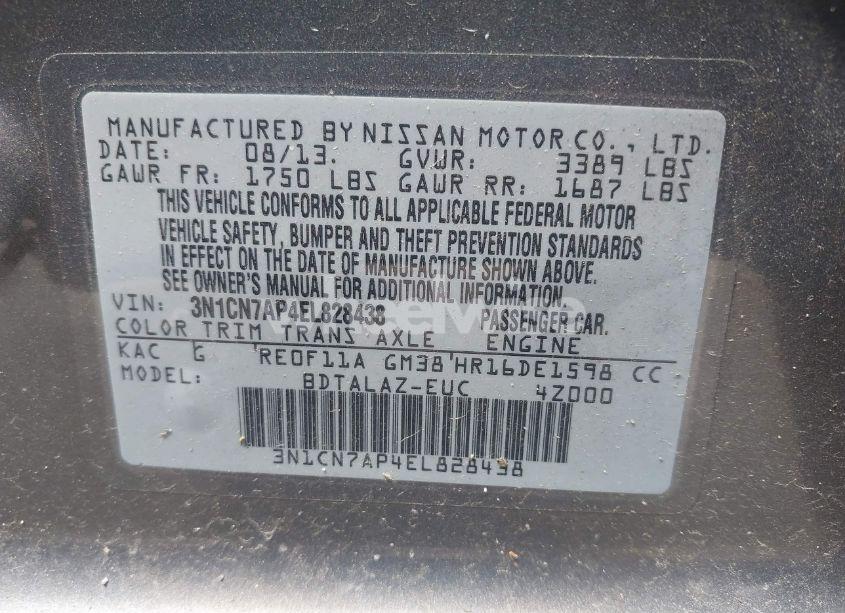 MANUFACTURED BY NISSAN MOTOR CO., LTD.
DATE: 08/13. GVWR: 3389 LBS
GAWR FR: 1750 LBS GAWR RR: 1687 LBS
THIS VEHICLE CONFORMS TO ALL APPLICABLE FEDERAL MOTOR
VEHICLE SAFETY, BUMPER AND THEFT PREVENTION STANDARDS
IN EFFECT ON THE DATE OF MANUFACTURE SHOWN ABOVE.
SEE OWNER'S MANUAL FOR ADDITIONAL INFORMATION.
VIN: 3N1CN7AP4EL828438 PASSENGER CAR.
COLOR TRIM TRANS AXLE ENGINE
KAC G 'RE0F11A GM38'HR16DE1598 CC
MODEL: BDTALAZ-EUC 4Z000
3N1CN7AP4EL828438